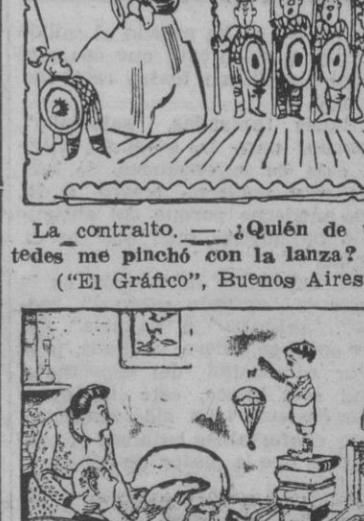 La contralto. — ¿Quién de
tedes me pinchó con la lanza?
("El Gráfico", Buenos Aires